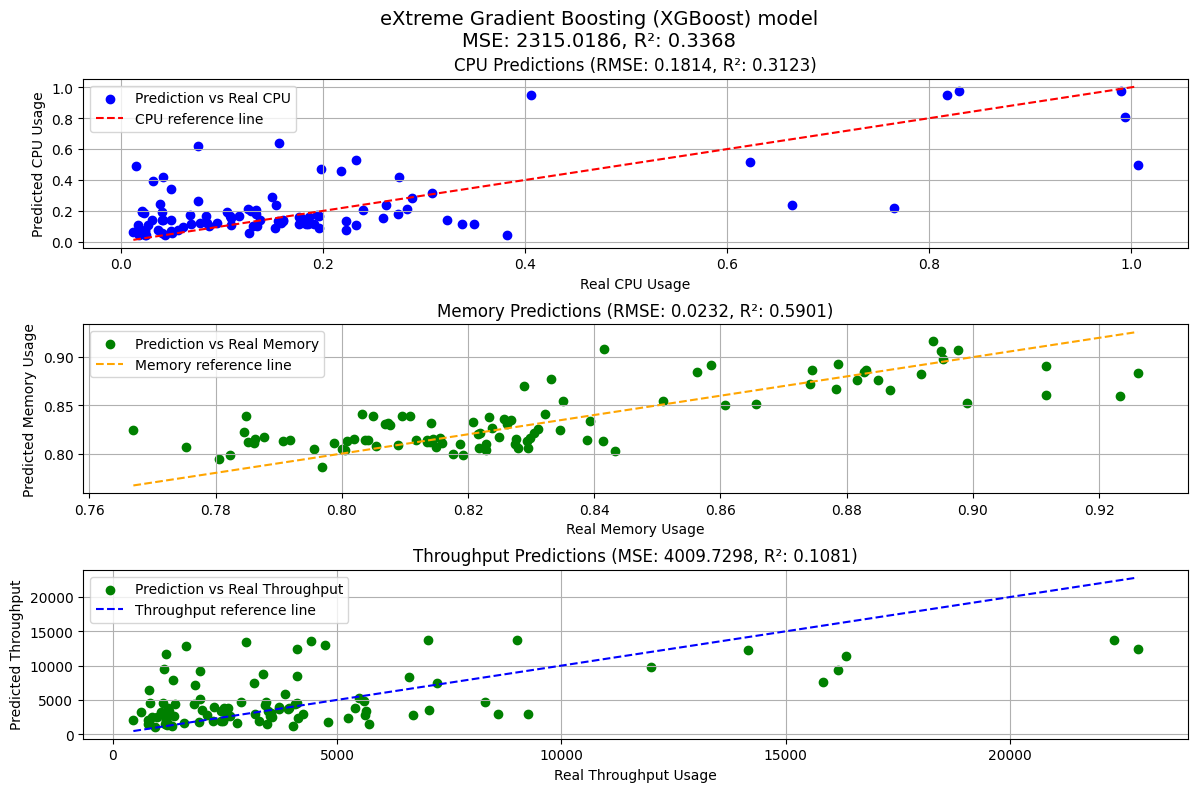 eXtreme Gradient Boosting (XGBoost) model
MSE: 2315.0186, R²: 0.3368
CPU Predictions (RMSE: 0.1814, R²: 0.3123)
Predicted CPU Usage
1.0
0.8
0.6
0.4
0.2
0.0
Prediction vs Real CPU
CPU reference line
0.0 0.2 0.4 0.6 0.8 1.0
Real CPU Usage
Memory Predictions (RMSE: 0.0232, R²: 0.5901)
Predicted Memory Usage
0.90
0.85
0.80
Prediction vs Real Memory
Memory reference line
0.76 0.78 0.80 0.82 0.84 0.86 0.88 0.90 0.92
Real Memory Usage
Throughput Predictions (MSE: 4009.7298, R²: 0.1081)
Predicted Throughput
20000
15000
10000
5000
0
Prediction vs Real Throughput
Throughput reference line
0 5000 10000 15000 20000
Real Throughput Usage